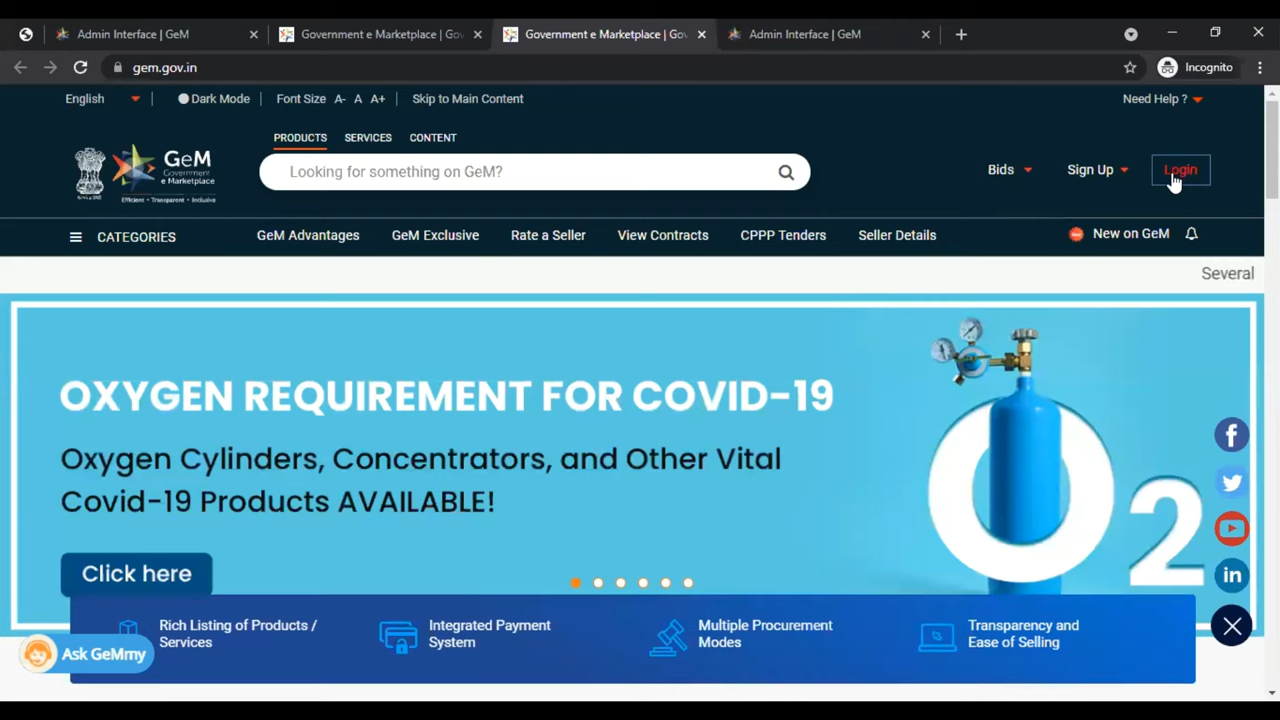 Admin Interface | GeM
Government e Marketplace | Gov
Government e Marketplace | Gov
Admin Interface | GeM
gem.gov.in
Incognito
English
Dark Mode
Font Size A- A A+
Skip to Main Content
Need Help ?
PRODUCTS SERVICES CONTENT
GeM
Government
e Marketplace
Efficient • Transparent • Inclusive
Looking for something on GeM?
Bids
Sign Up
Login
CATEGORIES
GeM Advantages
GeM Exclusive
Rate a Seller
View Contracts
CPPP Tenders
Seller Details
New on GeM
Several
OXYGEN REQUIREMENT FOR COVID-19
Oxygen Cylinders, Concentrators, and Other Vital
Covid-19 Products AVAILABLE!
Click here
O2
Rich Listing of Products /
Services
Integrated Payment
System
Multiple Procurement
Modes
Transparency and
Ease of Selling
Ask GeMmy